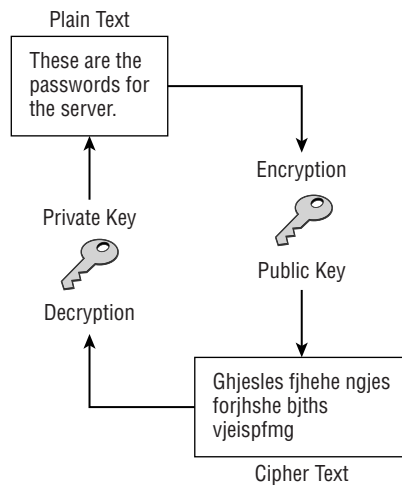 Plain Text
These are the
passwords for
the server.
Encryption
Public Key
Private Key
Decryption
Ghjesles fjhehe ngjes
forjhshe bjths
vjeispfmg
Cipher Text